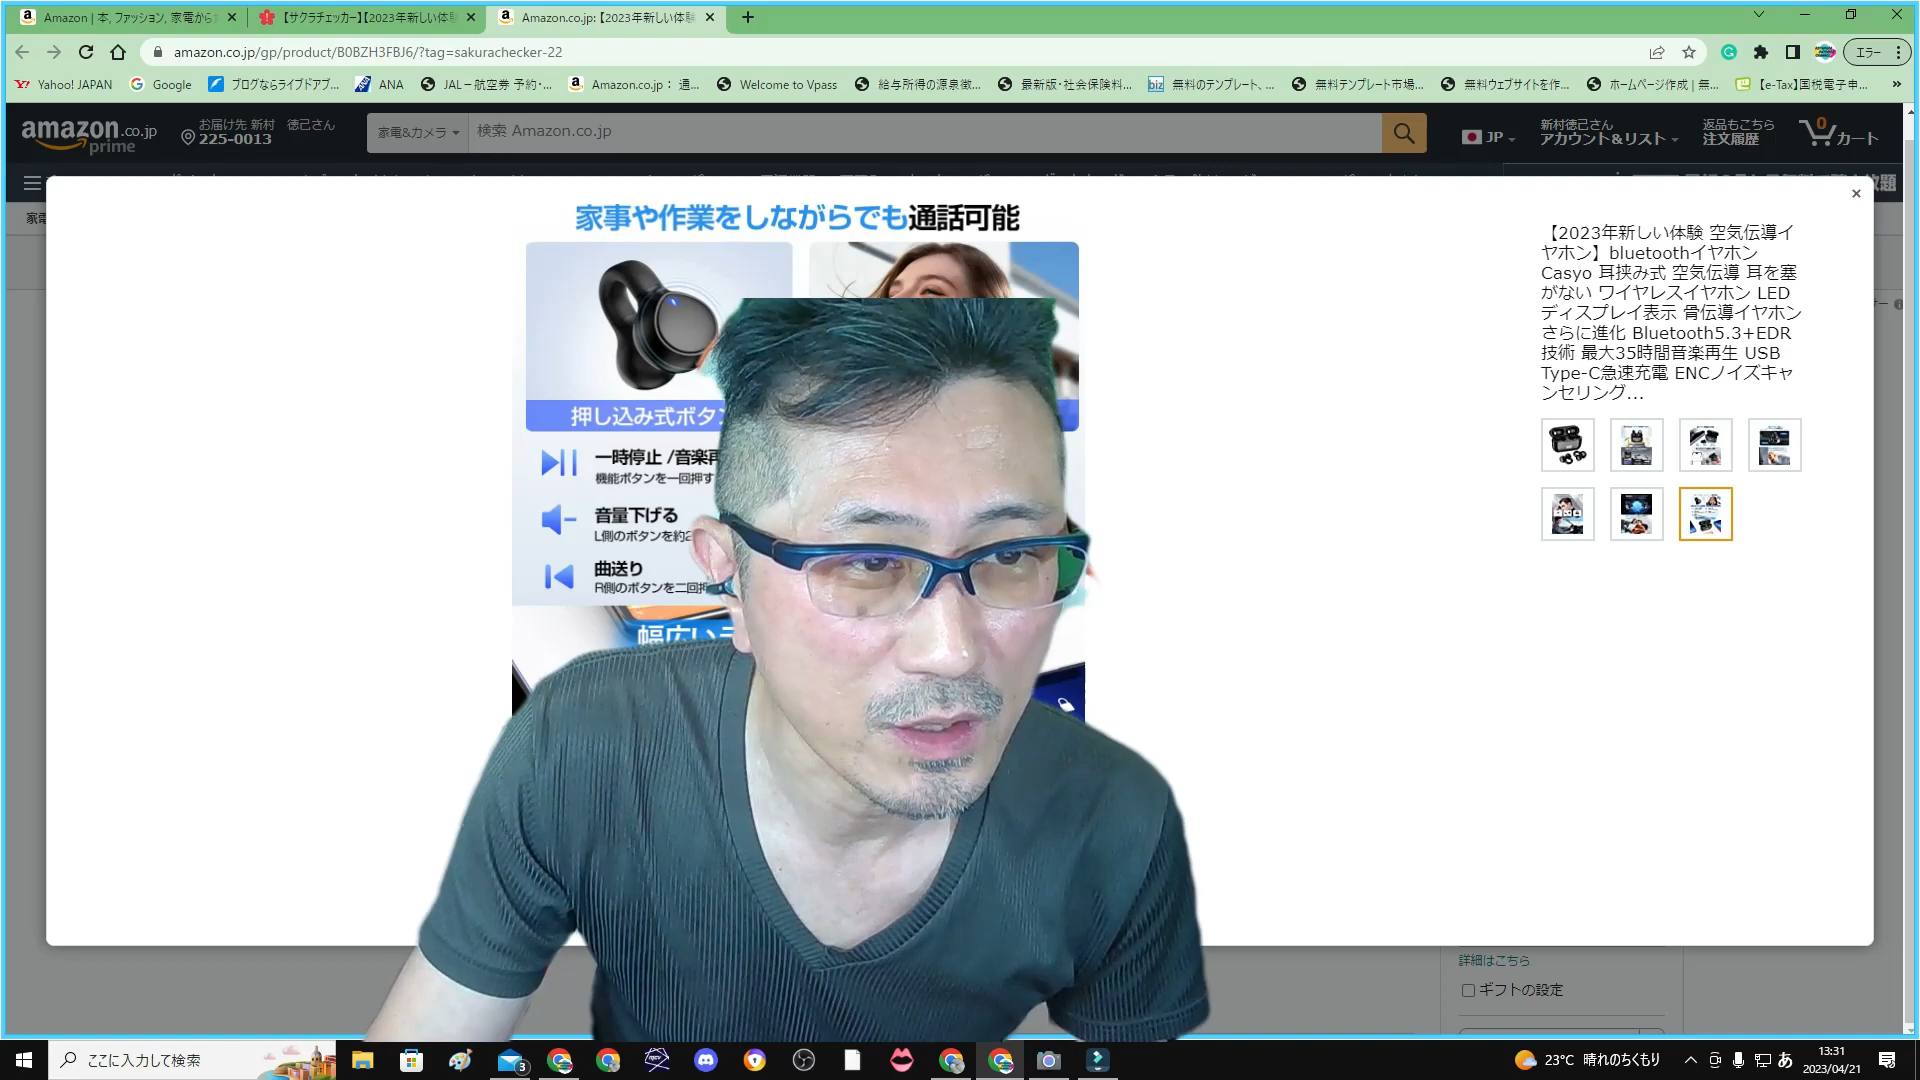 Amazon | 本, ファッション, 家電から
【サクラチェッカー】【2023年新しい体験
Amazon.co.jp: 【2023年新しい体験
amazon.co.jp/gp/product/B0BZH3FBJ6/?tag=sakurachecker-22
エラー
Yahoo! JAPAN
Google
ブログならライブドアブ...
ANA
JAL－航空券 予約・...
Amazon.co.jp： 通...
Welcome to Vpass
給与所得の源泉徴...
最新版・社会保険料...
biz
無料のテンプレート、...
無料テンプレート市場...
無料ウェブサイトを作...
ホームページ作成 | 無...
【e-Tax】国税電子申...
amazon.co.jp
prime
お届け先 新村 徳己さん
225-0013
家電&カメラ
検索 Amazon.co.jp
JP
新村徳己さん
アカウント&リスト
返品もこちら
注文履歴
0
カート
放題
家電
家事や作業をしながらでも通話可能
押し込み式ボタン
一時停止 /音楽再
機能ボタンを一回押す
音量下げる
L側のボタンを約2
曲送り
R側のボタンを二回押
幅広い
【2023年新しい体験 空気伝導イ
ヤホン】bluetoothイヤホン
Casyo 耳挟み式 空気伝導 耳を塞
がない ワイヤレスイヤホン LED
ディスプレイ表示 骨伝導イヤホン
さらに進化 Bluetooth5.3+EDR
技術 最大35時間音楽再生 USB
Type-C急速充電 ENCノイズキャ
ンセリング...
詳細はこちら
ギフトの設定
ここに入力して検索
3
23°C 晴れのちくもり
あ
13:31
2023/04/21